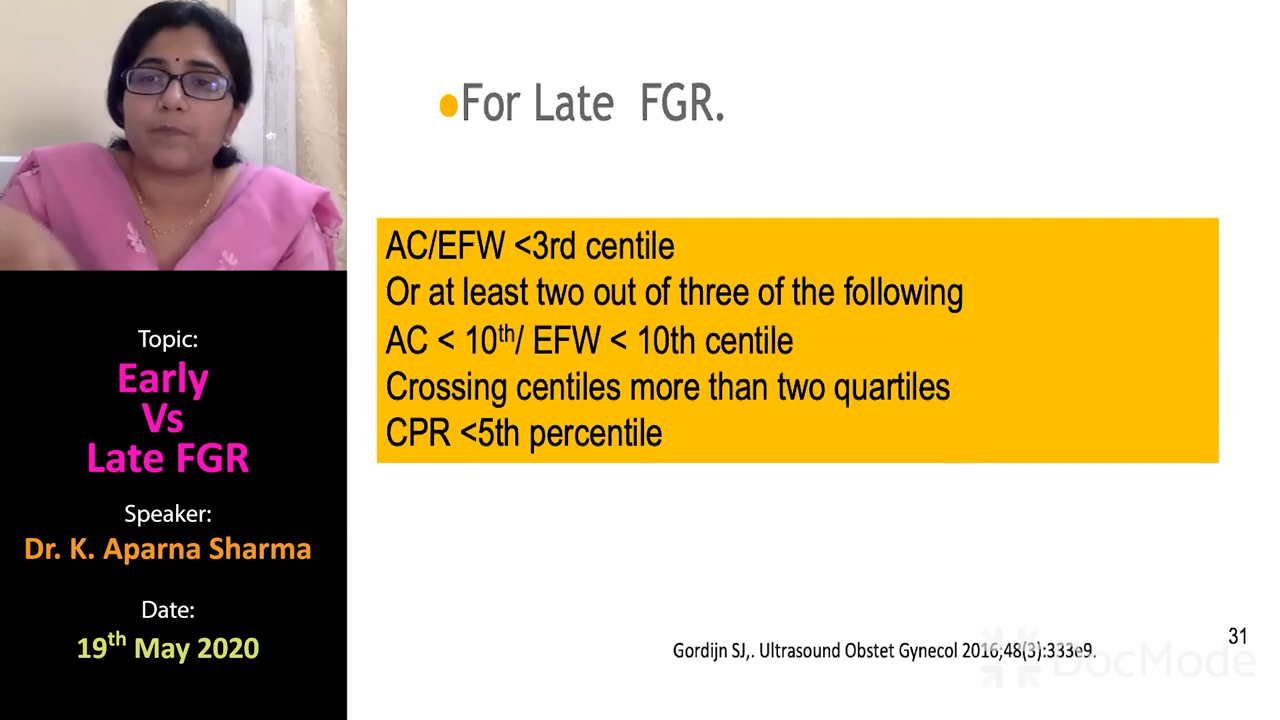 Topic:
Early
Vs
Late FGR
Speaker:
Dr. K. Aparna Sharma
Date:
19th May 2020
●For Late FGR.
AC/EFW <3rd centile
Or at least two out of three of the following
AC < 10th/ EFW < 10th centile
Crossing centiles more than two quartiles
CPR <5th percentile
31
Gordijn SJ,. Ultrasound Obstet Gynecol 2016;48(3):333e9.
DocMode